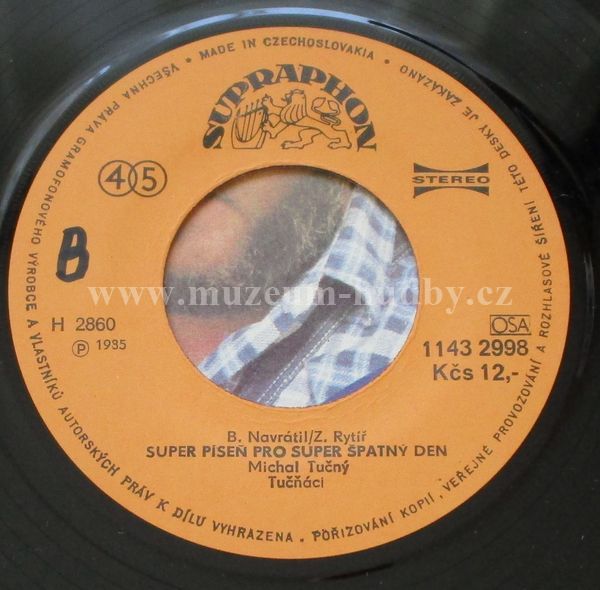 • MADE IN CZECHOSLOVAKIA •
VŠECHNA PRÁVA GRAMOFONOVÉHO VÝROBCE A VLASTNÍKŮ AUTORSKÝCH PRÁV K DÍLU VYHRAZENA . POŘIZOVÁNÍ KOPIÍ , VEŘEJNÉ PROVOZOVÁNÍ A ROZHLASOVÉ ŠÍŘENÍ TÉTO DESKY JE ZAKÁZÁNO
SUPRAPHON
45
STEREO
B
www.muzeum-hudby.cz
H 2860
OSA
Ⓟ 1985
1143 2998
Kčs 12,-
B. Navrátil/Z. Rytíř
SUPER PÍSEŇ PRO SUPER ŠPATNÝ DEN
Michal Tučný
Tučňáci